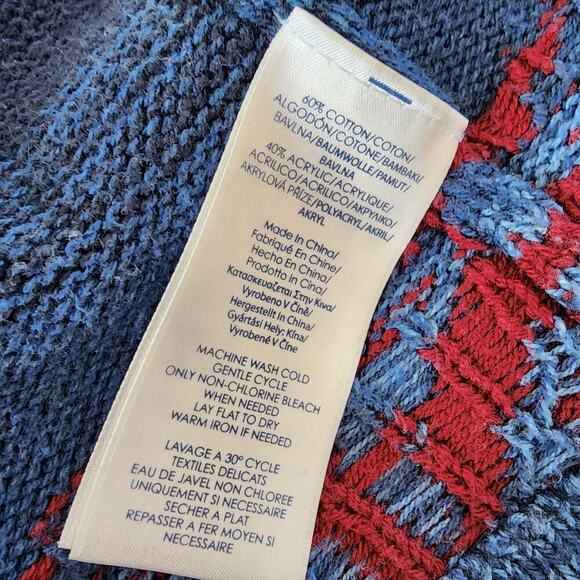 60% COTTON/COTON/
ALGODÓN/COTONE/BAMBAKI/
BAVLNA/BAUMWOLLE/PAMUT/
BAVLNA
40% ACRYLIC/ACRYLIQUE/
ACRÍLICO/ACRILICO/ΑΚΡΥΛΙΚΟ/
AKRYLOVÁ PŘÍZE/POLYACRYL/AKRIL/
AKRYL
MADE IN CHINA/
FABRIQUÉ EN CHINE/
HECHO EN CHINA/
PRODOTTO IN CINA/
ΚΑΤΑΣΚΕΥΑΖΕΤΑΙ ΣΤΗΝ ΚΙΝΑ/
VYROBENO V ČÍNĚ/
HERGESTELLT IN CHINA/
GYÁRTÁSI HELY: KÍNA/
VYROBENÉ V ČÍNE
MACHINE WASH COLD
GENTLE CYCLE
ONLY NON-CHLORINE BLEACH
WHEN NEEDED
LAY FLAT TO DRY
WARM IRON IF NEEDED
LAVAGE A 30° CYCLE
TEXTILES DELICATS
EAU DE JAVEL NON CHLOREE
UNIQUEMENT SI NECESSAIRE
SECHER A PLAT
REPASSER A FER MOYEN SI
NECESSAIRE